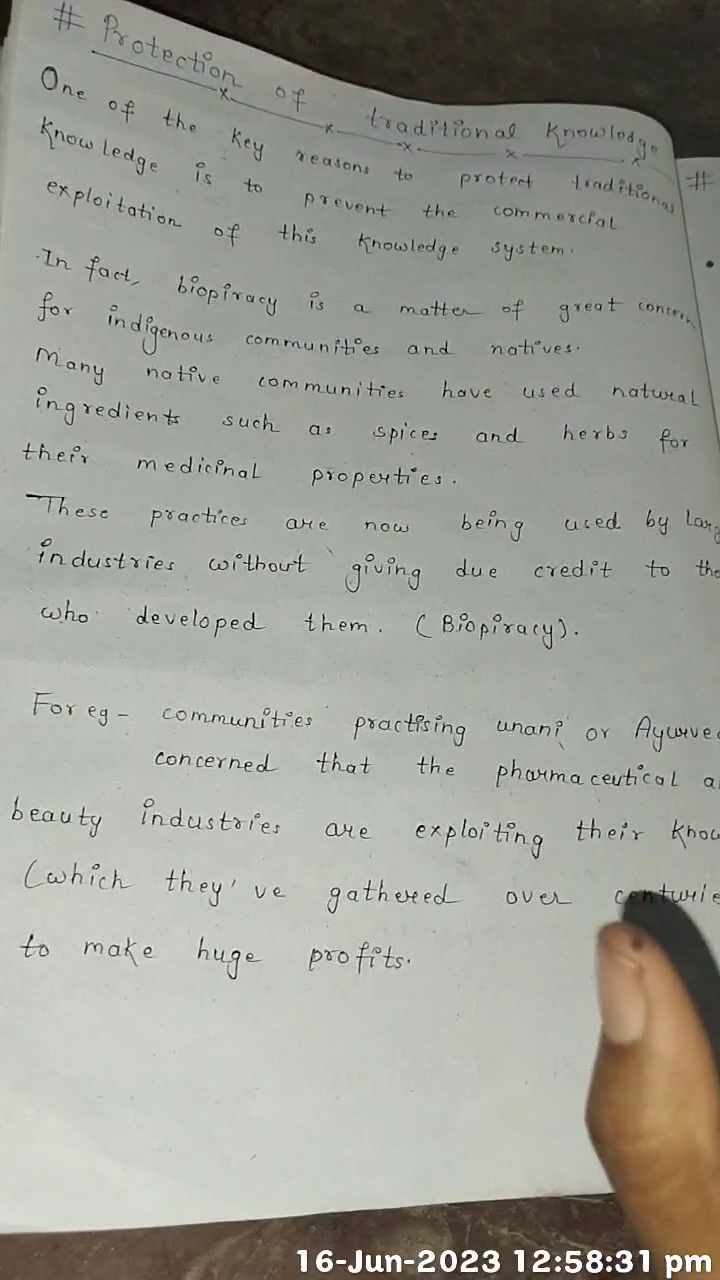 # Protection of traditional knowledge
One of the key reasons to protect traditional
knowledge is to prevent the commercial
exploitation of this knowledge system.
In fact, biopiracy is a matter of great concern
for indigenous communities and natives.
Many native communities have used natural
ingredients such as spices and herbs for
their medicinal properties.
These practices are now being used by
industries without giving due credit to
who developed them. (Biopiracy).
For eg - communities practising unani or
concerned that the pharmaceutical
beauty industries are exploiting their
(which they've gathered over
to make huge profits.
#
16-Jun-2023 12:58:31 pm